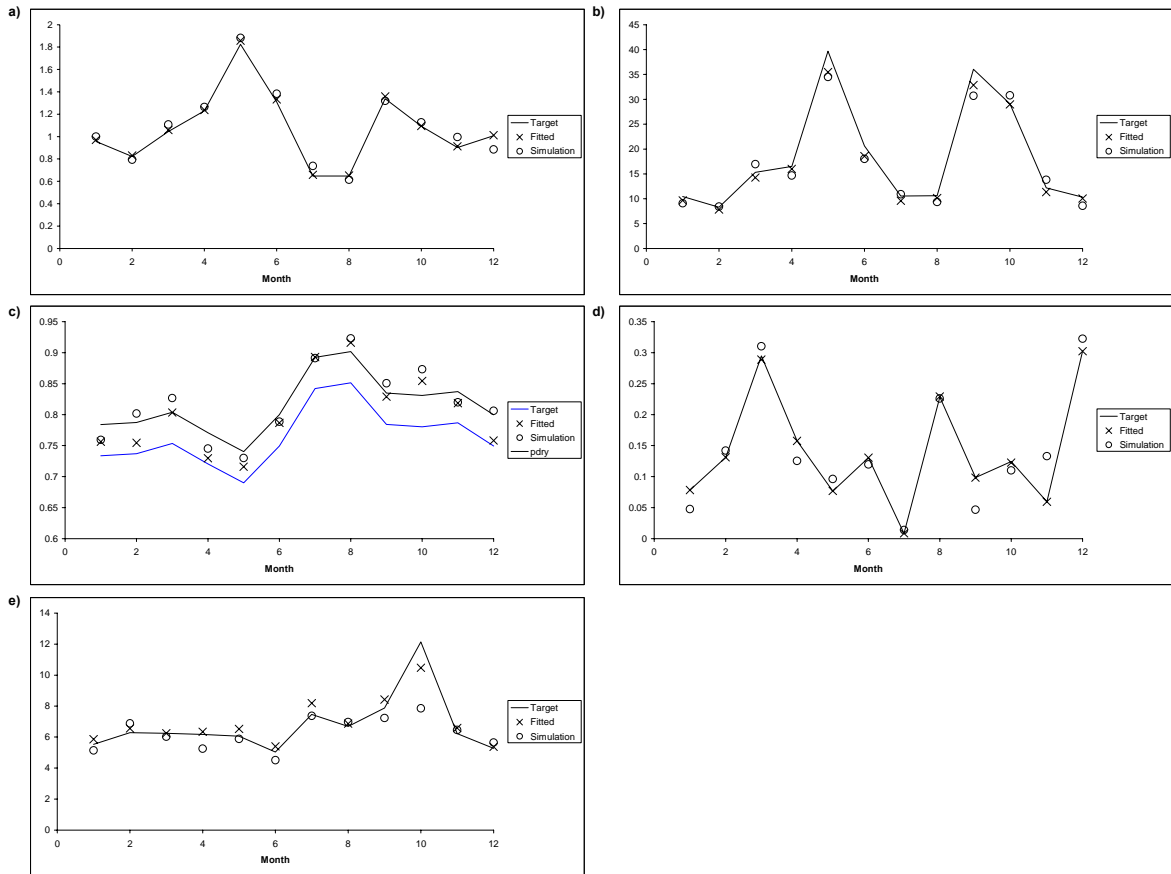 a)
2
1.8
1.6
1.4
1.2
1
0.8
0.6
0.4
0.2
0
0 2 4 6 8 10 12
Month
Target
Fitted
Simulation
b)
45
40
35
30
25
20
15
10
5
0
0 2 4 6 8 10 12
Month
Target
Fitted
Simulation
c)
0.95
0.9
0.85
0.8
0.75
0.7
0.65
0.6
0 2 4 6 8 10 12
Month
Target
Fitted
Simulation
pdry
d)
0.35
0.3
0.25
0.2
0.15
0.1
0.05
0
0 2 4 6 8 10 12
Month
Target
Fitted
Simulation
e)
14
12
10
8
6
4
2
0
0 2 4 6 8 10 12
Month
Target
Fitted
Simulation